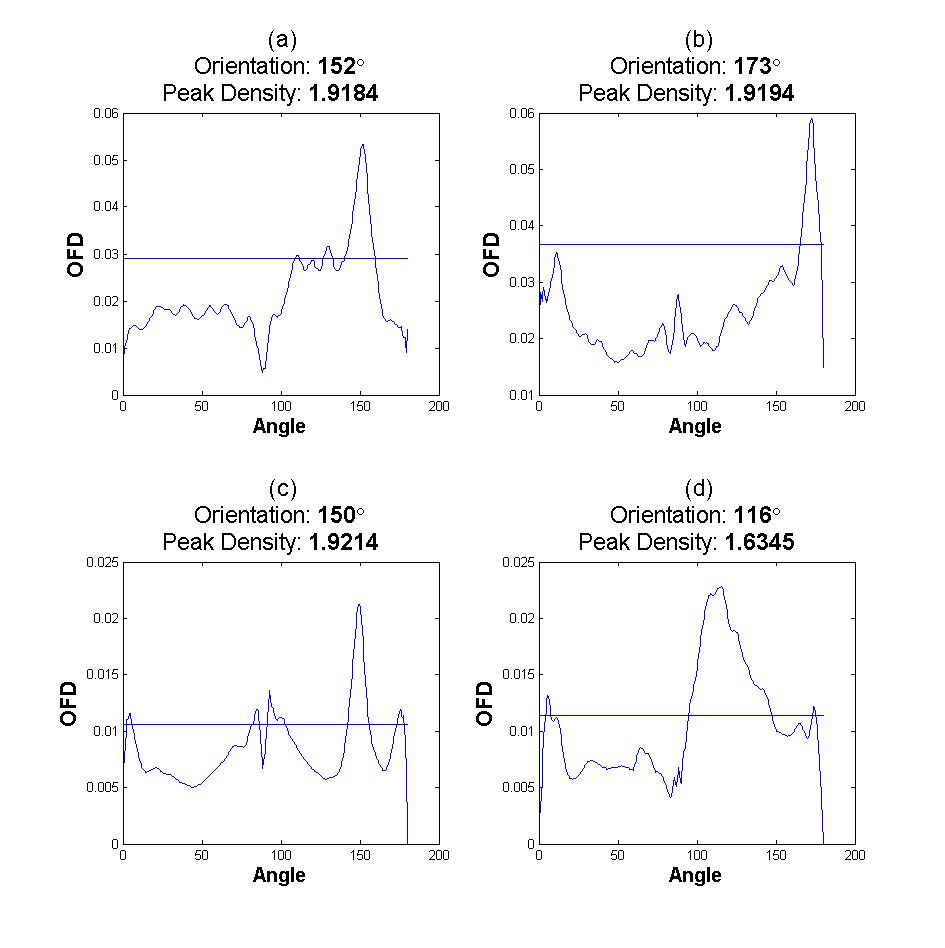 (a)
Orientation: 152°
Peak Density: 1.9184
0.06
0.05
0.04
0.03
0.02
0.01
0
OFD
0 50 100 150 200
Angle
(b)
Orientation: 173°
Peak Density: 1.9194
0.06
0.05
0.04
0.03
0.02
0.01
OFD
0 50 100 150 200
Angle
(c)
Orientation: 150°
Peak Density: 1.9214
0.025
0.02
0.015
0.01
0.005
0
OFD
0 50 100 150 200
Angle
(d)
Orientation: 116°
Peak Density: 1.6345
0.025
0.02
0.015
0.01
0.005
0
OFD
0 50 100 150 200
Angle